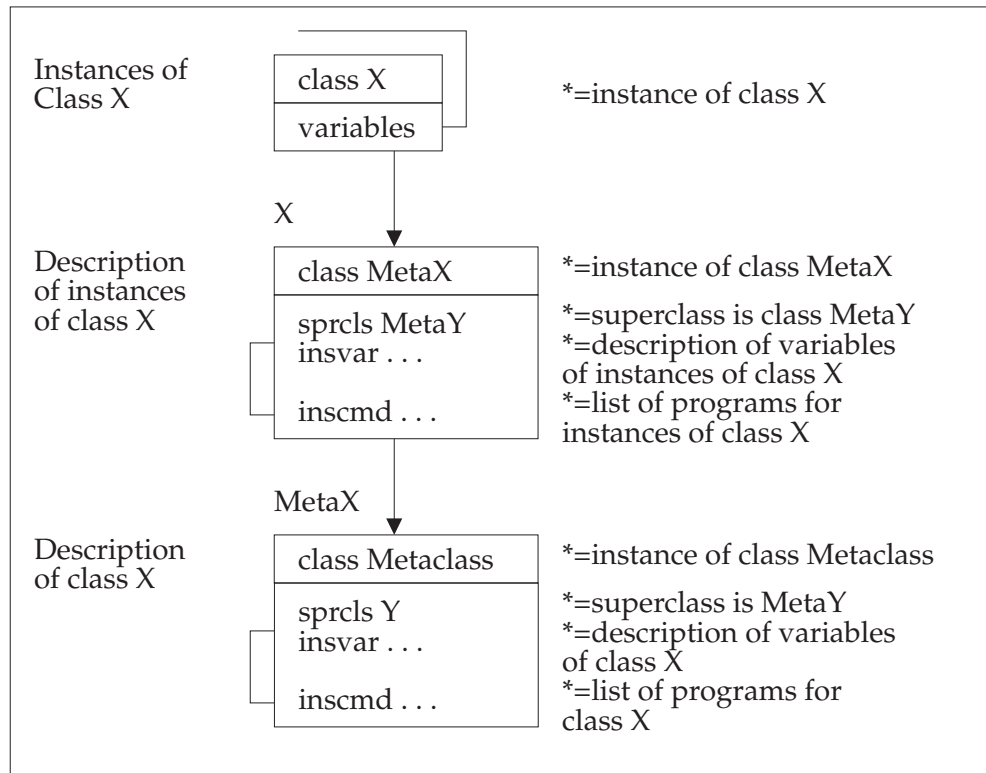 Instances of
Class X
class X
variables
*=instance of class X
X
Description
of instances
of class X
class MetaX
sprcls MetaY
insvar . . .
inscmd . . .
*=instance of class MetaX
*=superclass is class MetaY
*=description of variables
of instances of class X
*=list of programs for
instances of class X
MetaX
Description
of class X
class Metaclass
sprcls Y
insvar . . .
inscmd . . .
*=instance of class Metaclass
*=superclass is MetaY
*=description of variables
of class X
*=list of programs for
class X